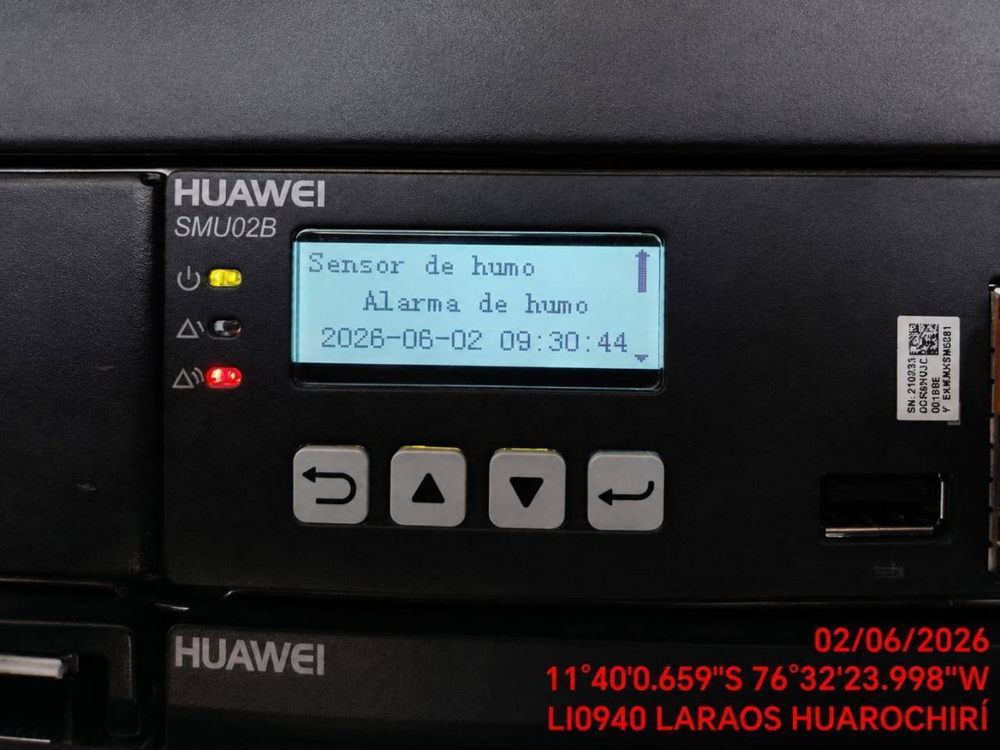 HUAWEI
SMU02B
Sensor de humo
Alarma de humo
2026-06-02 09:30:44
HUAWEI
02/06/2026
11°40'0.659"S 76°32'23.998"W
LI0940 LARAOS HUAROCHIRÍ